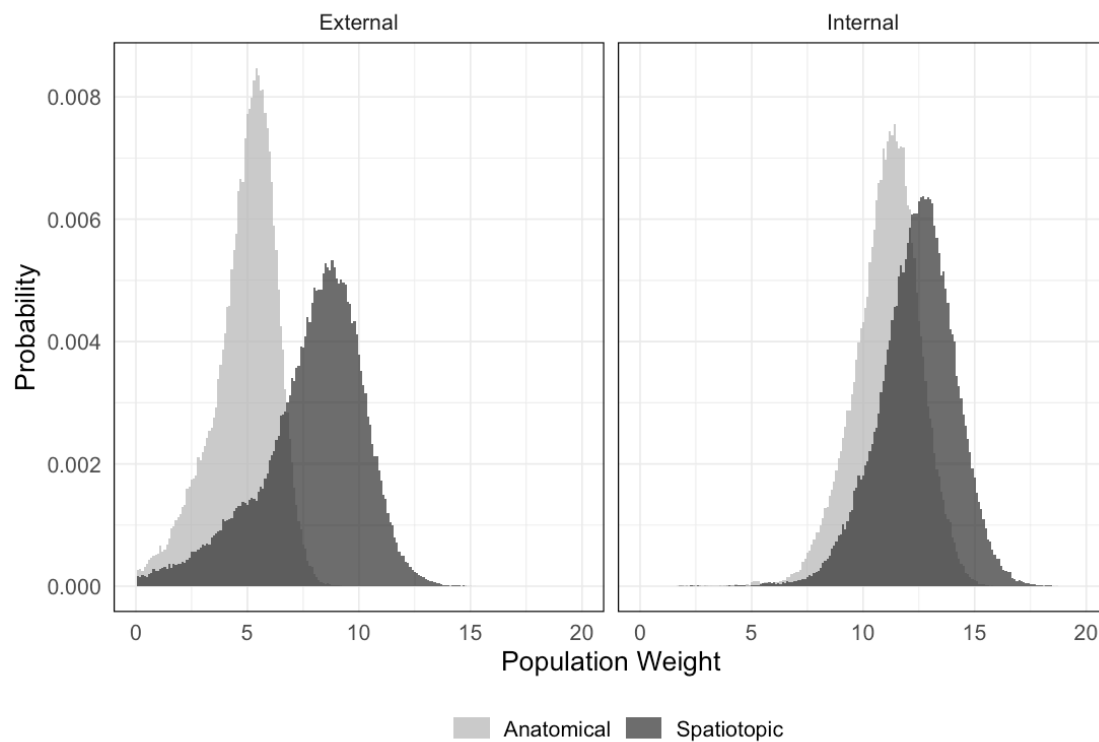 External Internal
Probability
0.008
0.006
0.004
0.002
0.000
0 5 10 15 20 0 5 10 15 20
Population Weight
Anatomical Spatiotopic